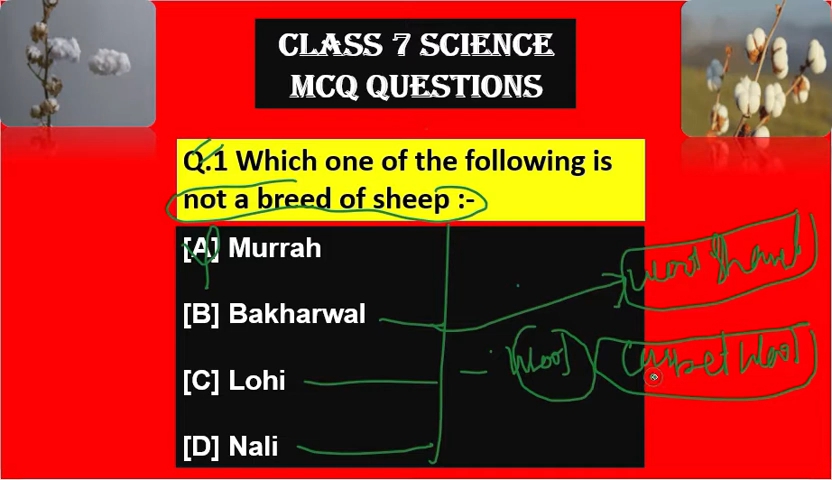 CLASS 7 SCIENCE
MCQ QUESTIONS
Q.1 Which one of the following is
not a breed of sheep :-
[A] Murrah
[B] Bakharwal
[C] Lohi
[D] Nali
wool
wool